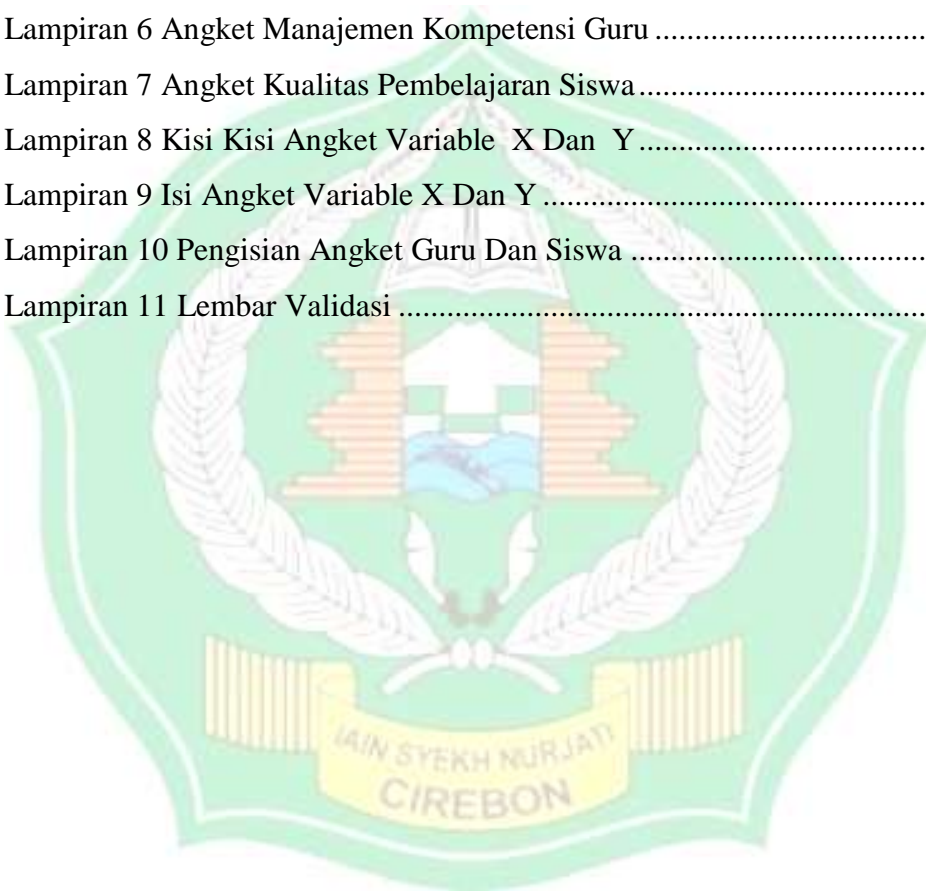 Lampiran 6 Angket Manajemen Kompetensi Guru ..................................
Lampiran 7 Angket Kualitas Pembelajaran Siswa....................................
Lampiran 8 Kisi Kisi Angket Variable  X Dan  Y....................................
Lampiran 9 Isi Angket Variable X Dan Y ................................................
Lampiran 10 Pengisian Angket Guru Dan Siswa .....................................
Lampiran 11 Lembar Validasi ..................................................................
IAIN SYEKH NURJATI
CIREBON